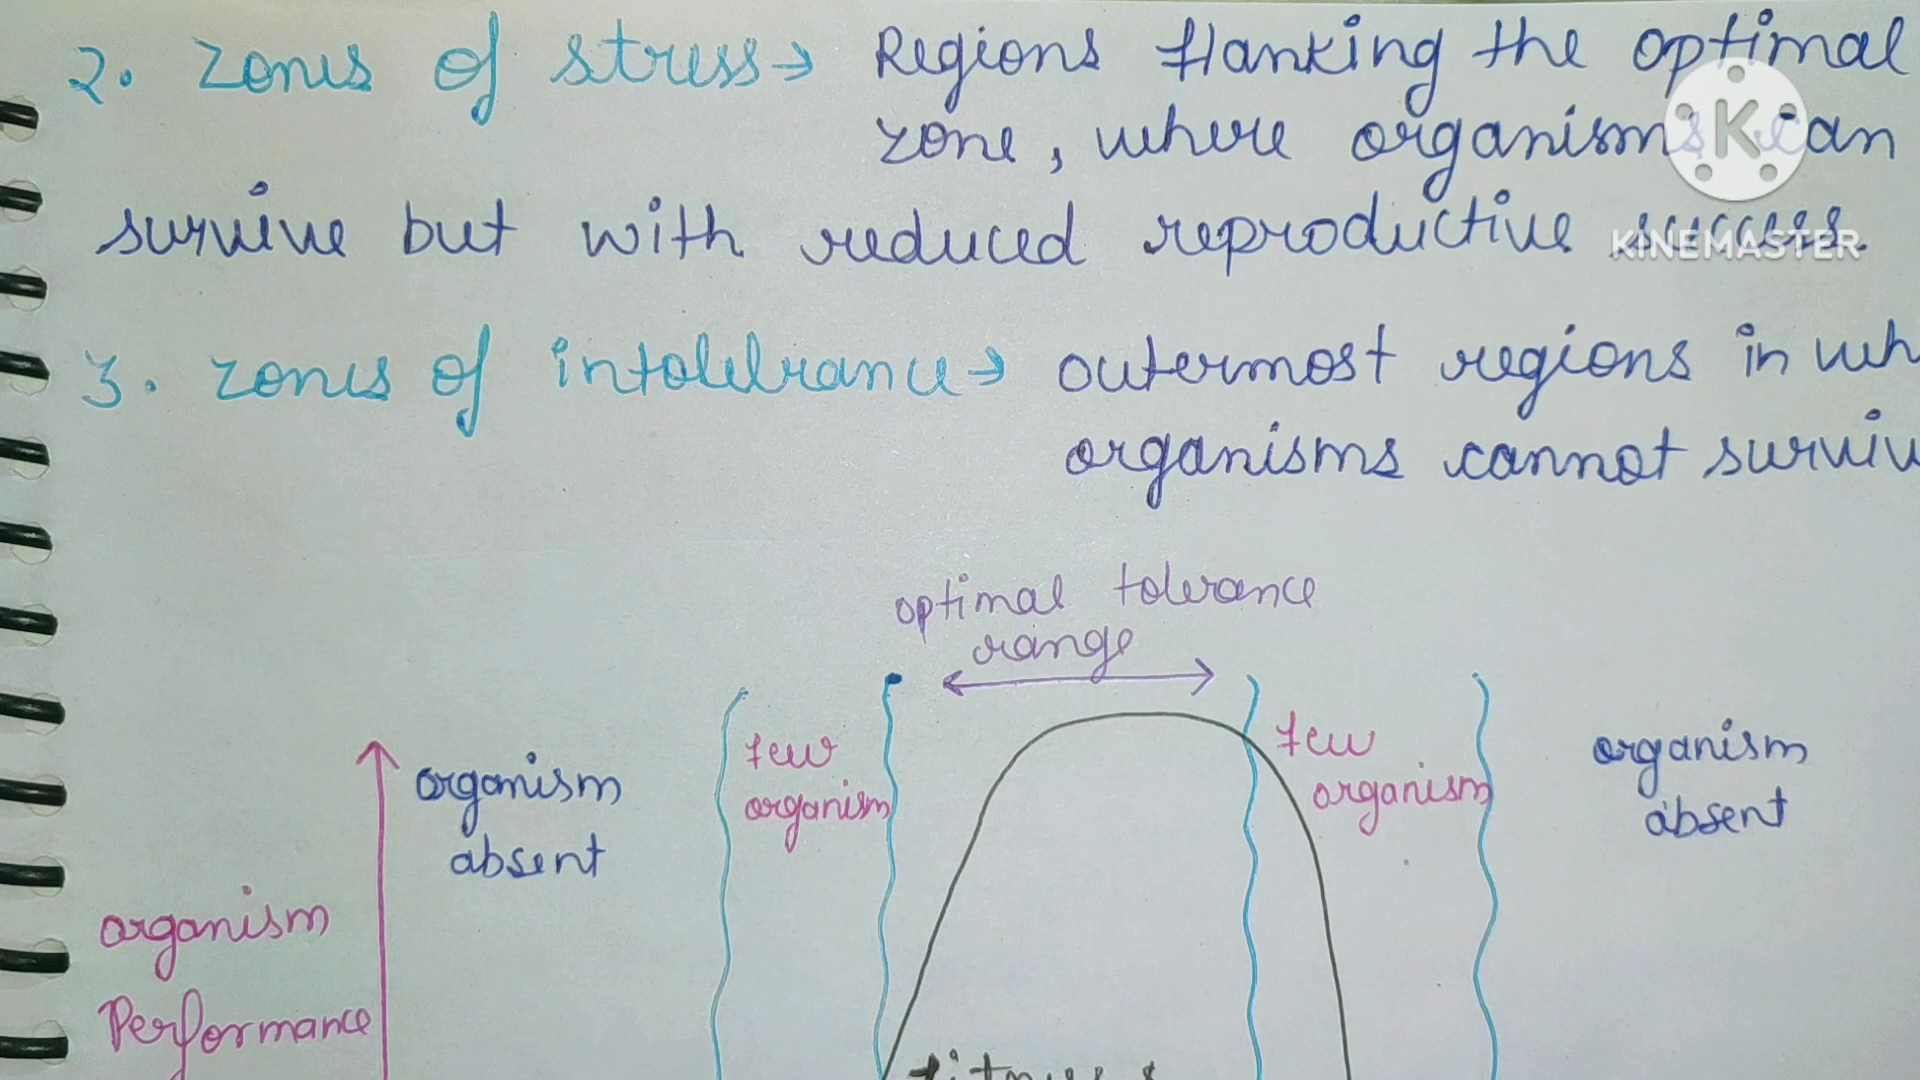 2. Zones of stress→ Regions flanking the optimal
zone, where organisms can
survive but with reduced reproductive success.
KINEMASTER
3. zones of intolelrance→ outermost regions in wh
organisms cannot surviv
optimal tolerance
range
few
organism
few
organism
organism
absent
organism
absent
organism
Performance